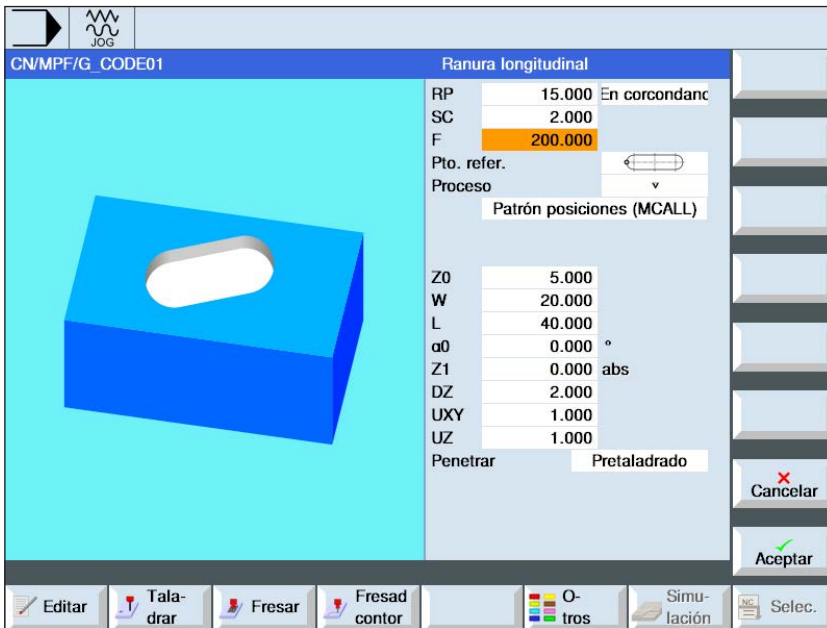 JOG
CN/MPF/G_CODE01
Ranura longitudinal
RP 15.000 En corcondanc
SC 2.000
F 200.000
Pto. refer.
Proceso ▿
Patrón posiciones (MCALL)
Z0 5.000
W 20.000
L 40.000
α0 0.000 °
Z1 0.000 abs
DZ 2.000
UXY 1.000
UZ 1.000
Penetrar Pretaladrado
Cancelar
Aceptar
Editar
Tala-
drar
Fresar
Fresad
contor
O-
tros
Simu-
lación
NC
Selec.